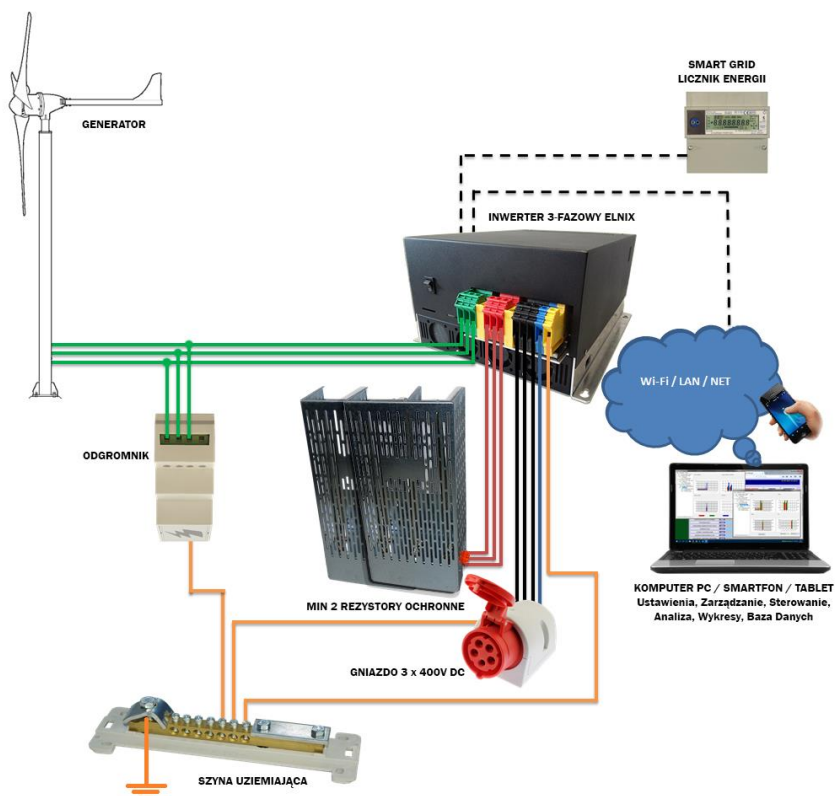 SMART GRID
LICZNIK ENERGII
GENERATOR
INWERTER 3-FAZOWY ELNIX
Wi-Fi / LAN / NET
ODGROMNIK
KOMPUTER PC / SMARTFON / TABLET
Ustawienia, Zarządzanie, Sterowanie,
Analiza, Wykresy, Baza Danych
MIN 2 REZYSTORY OCHRONNE
GNIAZDO 3 x 400V DC
SZYNA UZIEMIAJĄCA